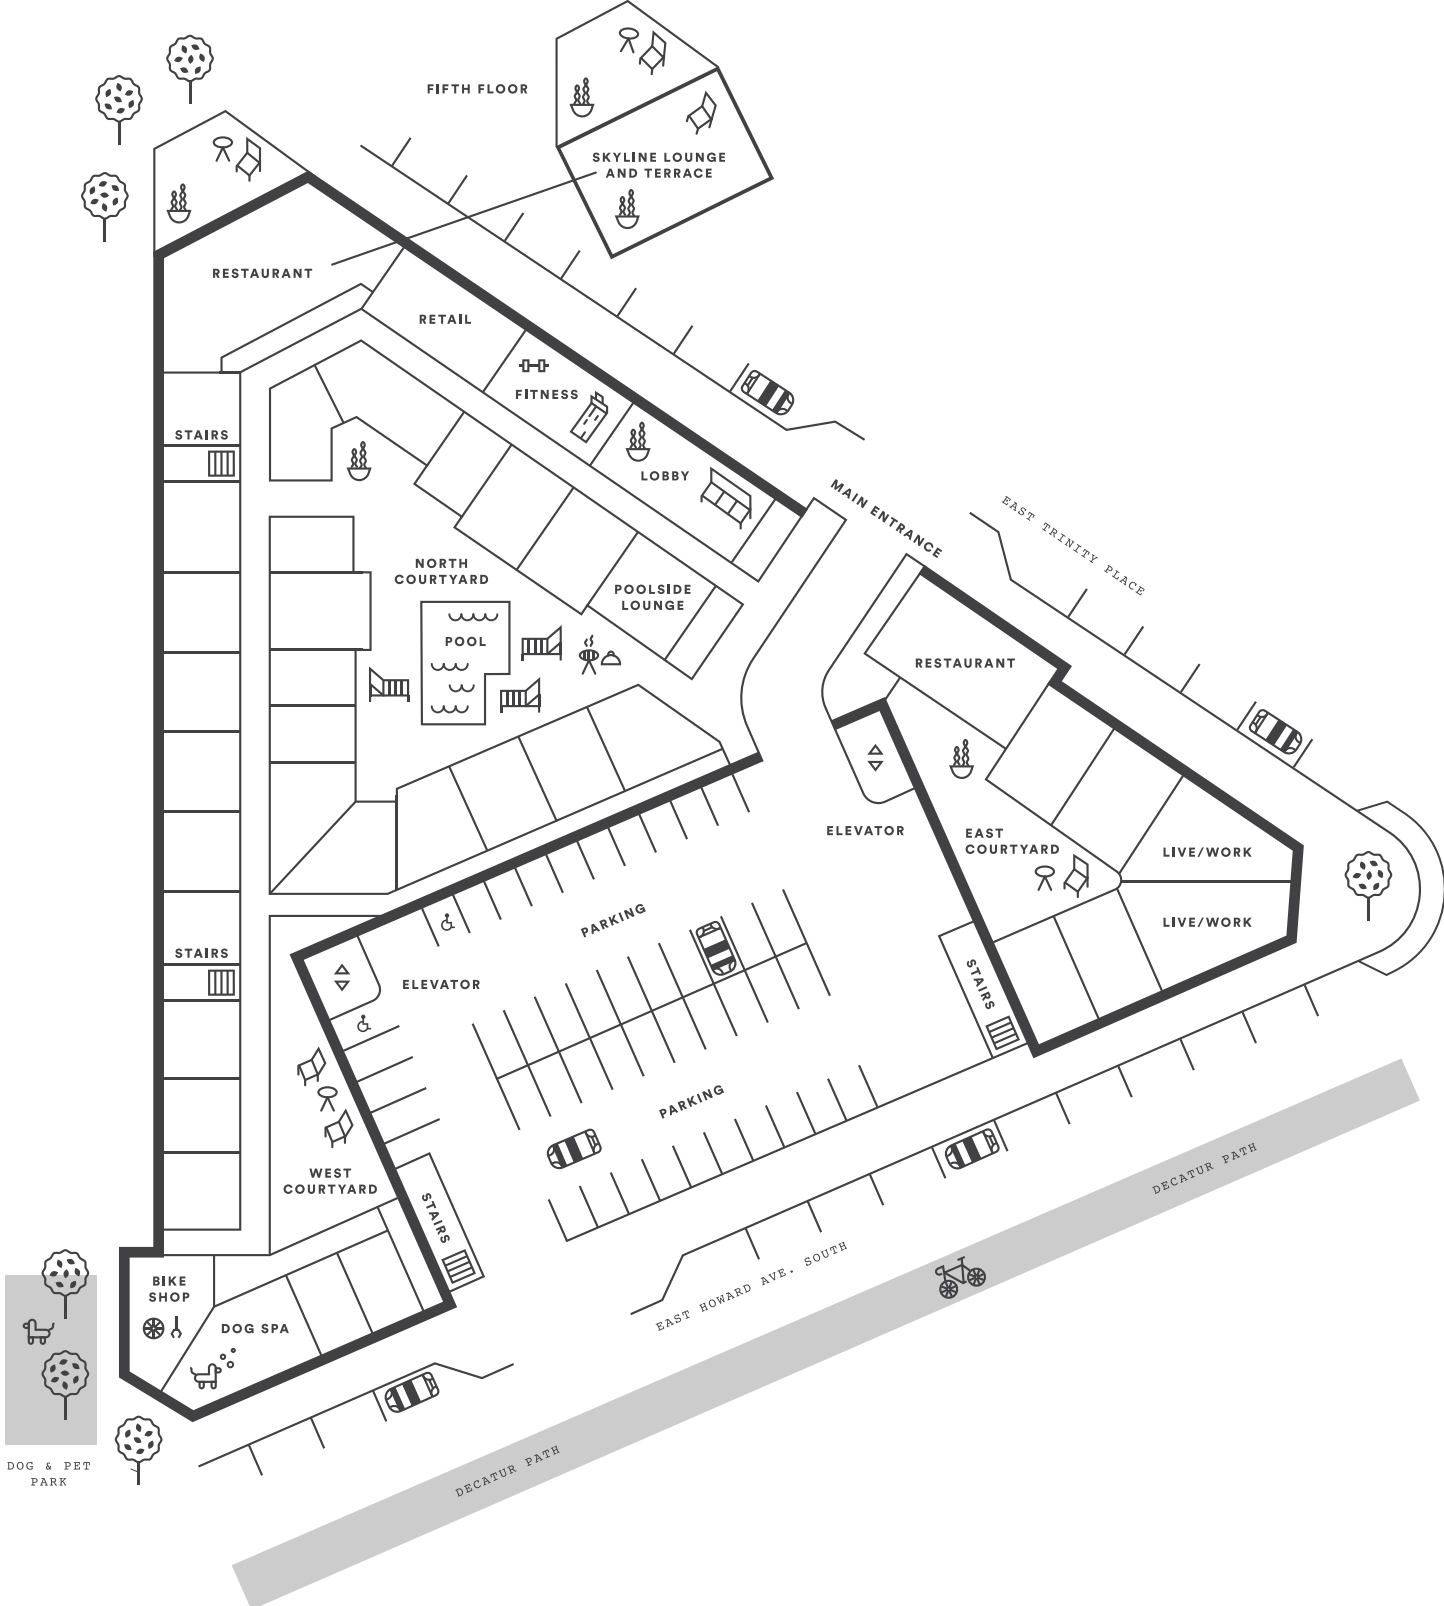 FIFTH FLOOR
SKYLINE LOUNGE
AND TERRACE
RESTAURANT
RETAIL
FITNESS
LOBBY
STAIRS
MAIN ENTRANCE
EAST TRINITY PLACE
NORTH
COURTYARD
POOLSIDE
LOUNGE
POOL
RESTAURANT
ELEVATOR
EAST
COURTYARD
LIVE/WORK
LIVE/WORK
PARKING
STAIRS
ELEVATOR
STAIRS
PARKING
WEST
COURTYARD
STAIRS
DECATUR PATH
EAST HOWARD AVE. SOUTH
BIKE
SHOP
DOG SPA
DOG & PET
PARK
DECATUR PATH